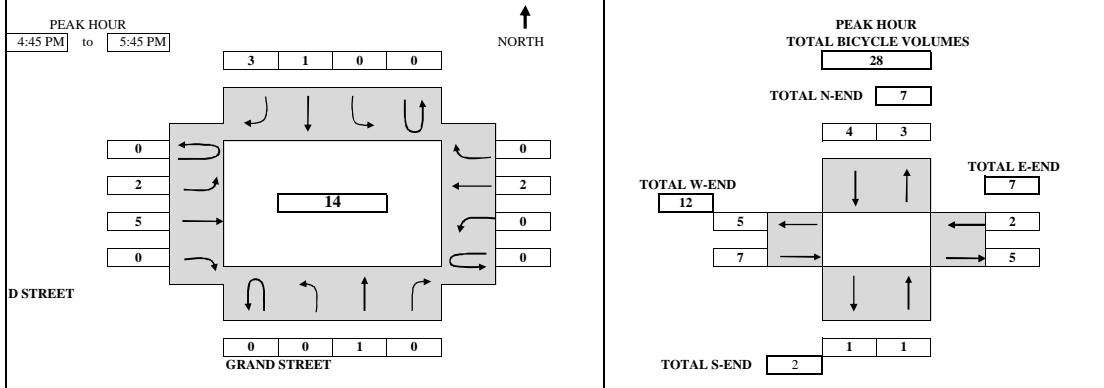 PEAK HOUR
4:45 PM to 5:45 PM
NORTH
3 1 0 0
0
2
5
0
14
0
2
0
0
D STREET
0 0 1 0
GRAND STREET
PEAK HOUR
TOTAL BICYCLE VOLUMES
28
TOTAL N-END 7
4 3
TOTAL E-END
7
TOTAL W-END
12
5
7
2
5
1 1
TOTAL S-END 2